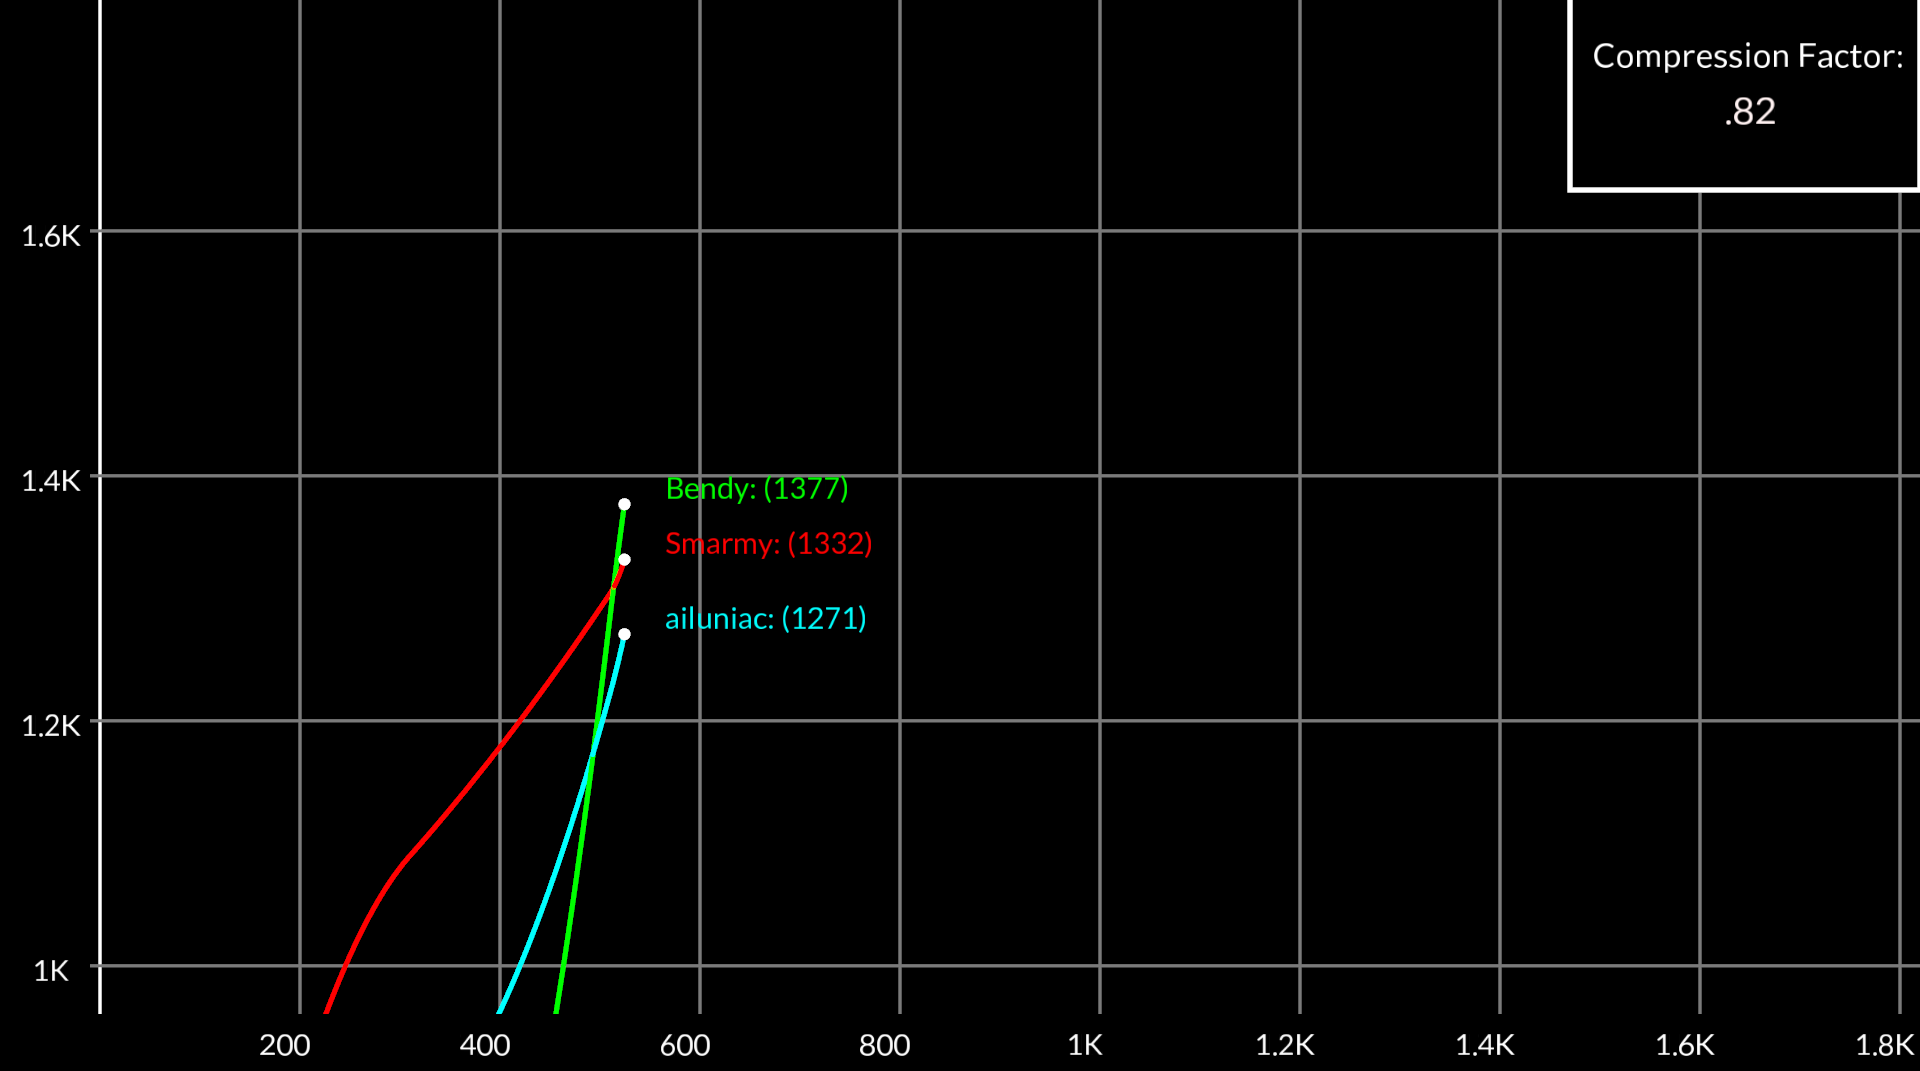 Compression Factor:
.82
1.6K
1.4K
Bendy: (1377)
Smarmy: (1332)
ailuniac: (1271)
1.2K
1K
200 400 600 800 1K 1.2K 1.4K 1.6K 1.8K